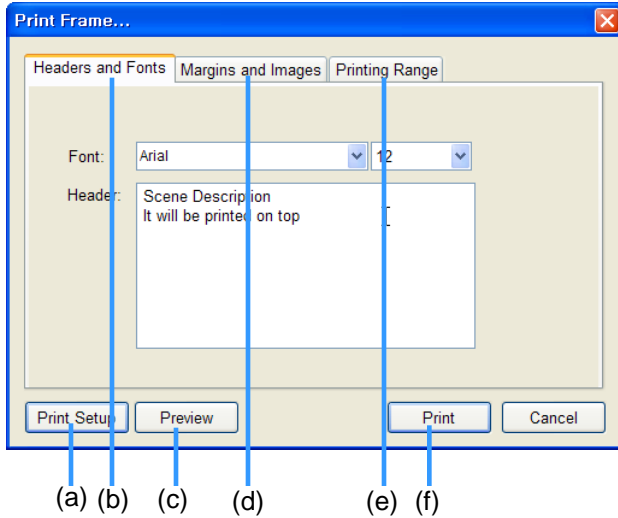 Print Frame...
Headers and Fonts Margins and Images Printing Range
Font: Arial 12
Header: Scene Description
It will be printed on top
Print Setup Preview Print Cancel
(a) (b) (c) (d) (e) (f)